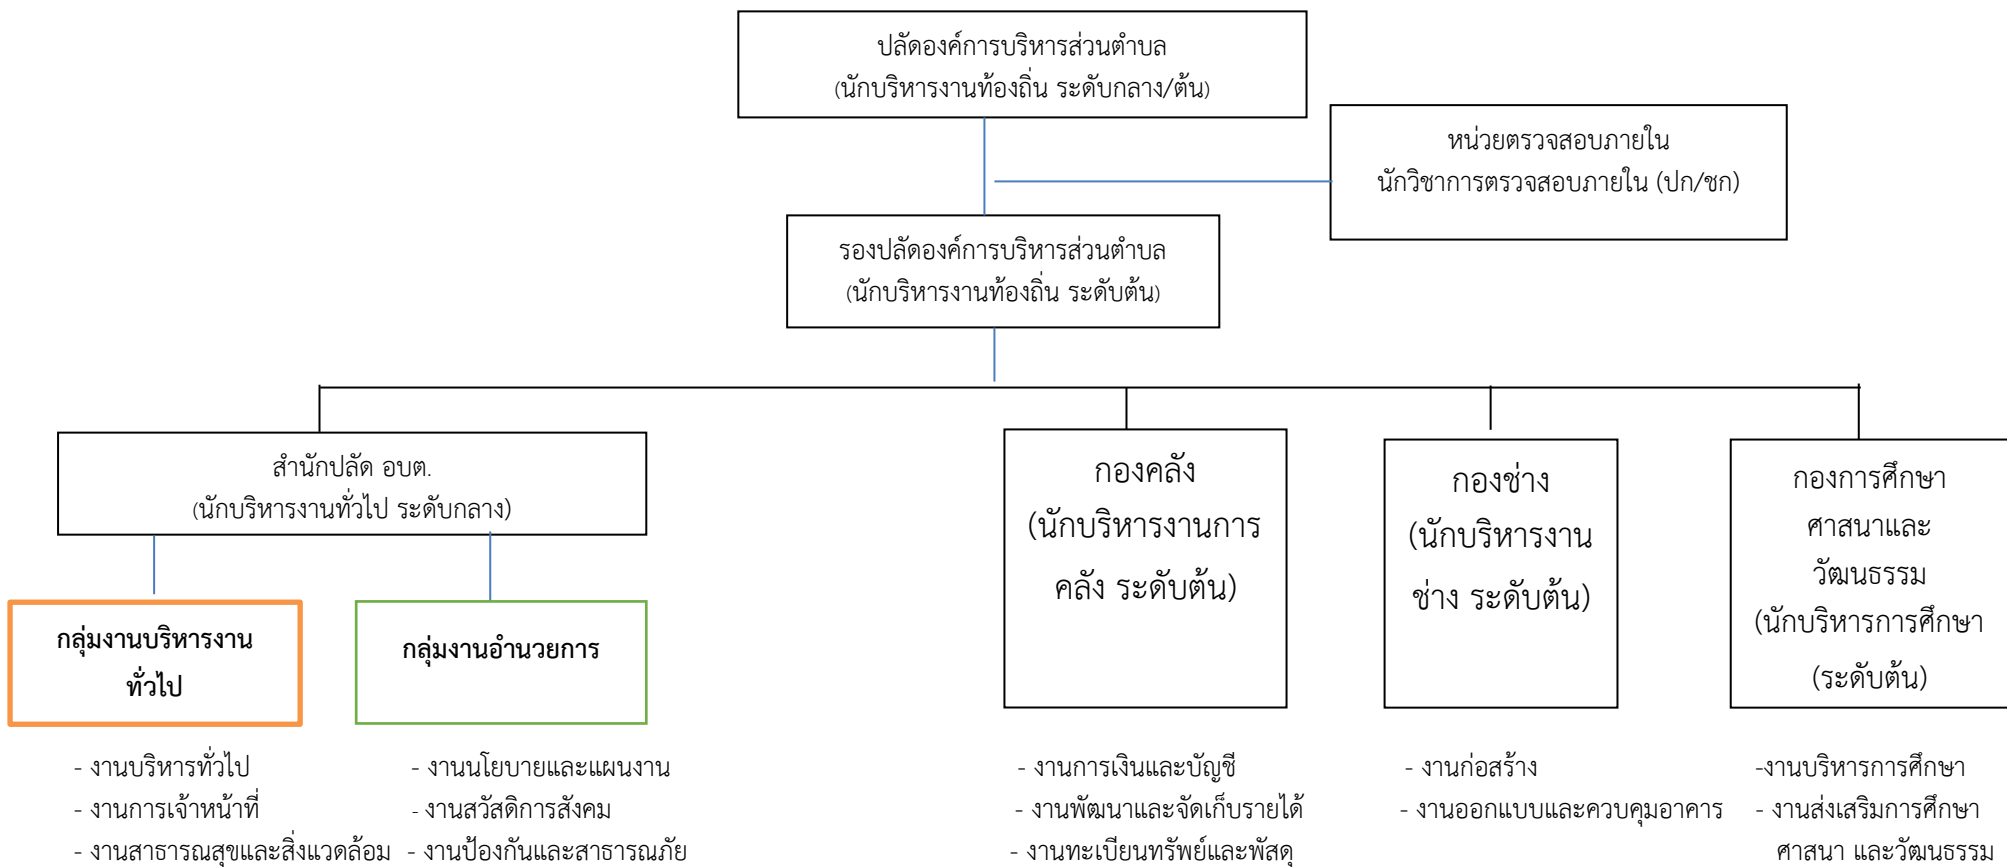 ปลัดองค์การบริหารส่วนตำบล
(นักบริหารงานท้องถิ่น ระดับกลาง/ต้น)
หน่วยตรวจสอบภายใน
นักวิชาการตรวจสอบภายใน (ปก/ชก)
รองปลัดองค์การบริหารส่วนตำบล
(นักบริหารงานท้องถิ่น ระดับต้น)
สำนักปลัด อบต.
(นักบริหารงานทั่วไป ระดับกลาง)
กลุ่มงานบริหารงาน
ทั่วไป
- งานบริหารทั่วไป
- งานการเจ้าหน้าที่
- งานสาธารณสุขและสิ่งแวดล้อม
กลุ่มงานอำนวยการ
- งานนโยบายและแผนงาน
- งานสวัสดิการสังคม
- งานป้องกันและสาธารณภัย
กองคลัง
(นักบริหารงานการ
คลัง ระดับต้น)
- งานการเงินและบัญชี
- งานพัฒนาและจัดเก็บรายได้
- งานทะเบียนทรัพย์และพัสดุ
กองช่าง
(นักบริหารงาน
ช่าง ระดับต้น)
- งานก่อสร้าง
- งานออกแบบและควบคุมอาคาร
กองการศึกษา
ศาสนาและ
วัฒนธรรม
(นักบริหารการศึกษา
(ระดับต้น)
-งานบริหารการศึกษา
- งานส่งเสริมการศึกษา
ศาสนา และวัฒนธรรม